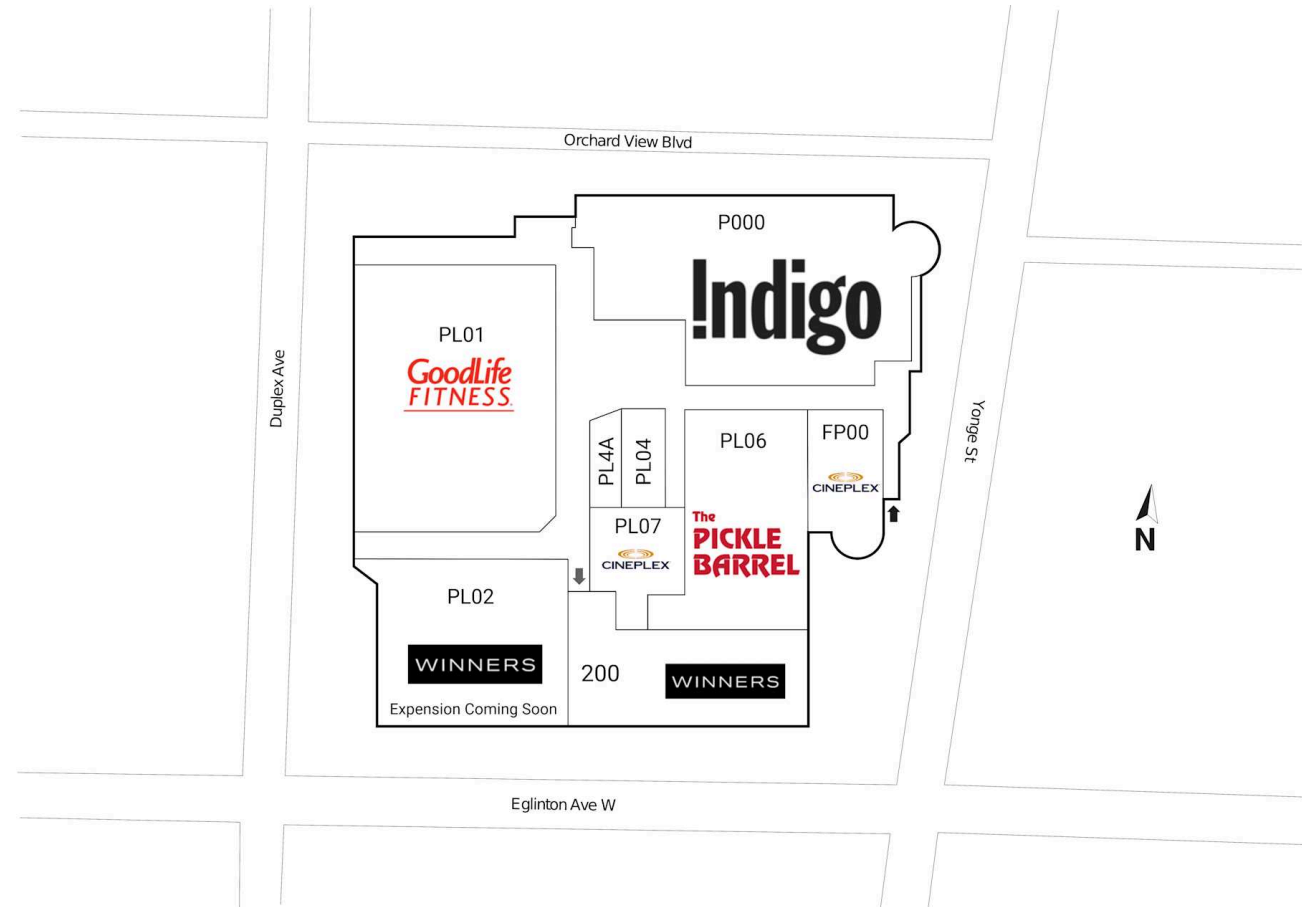 Orchard View Blvd
P000
Indigo
PL01
GoodLife
FITNESS
Duplex Ave
Yonge St
PL4A
PL04
PL06
FP00
CINEPLEX
The
PICKLE
BARREL
PL07
CINEPLEX
N
PL02
WINNERS
Expension Coming Soon
200
WINNERS
Eglinton Ave W